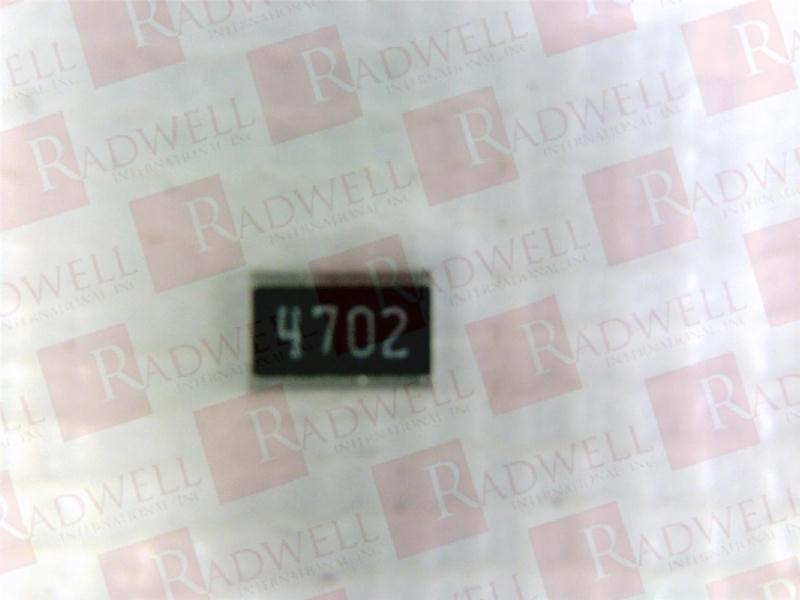 4702
RADWELL
INTERNATIONAL, INC.